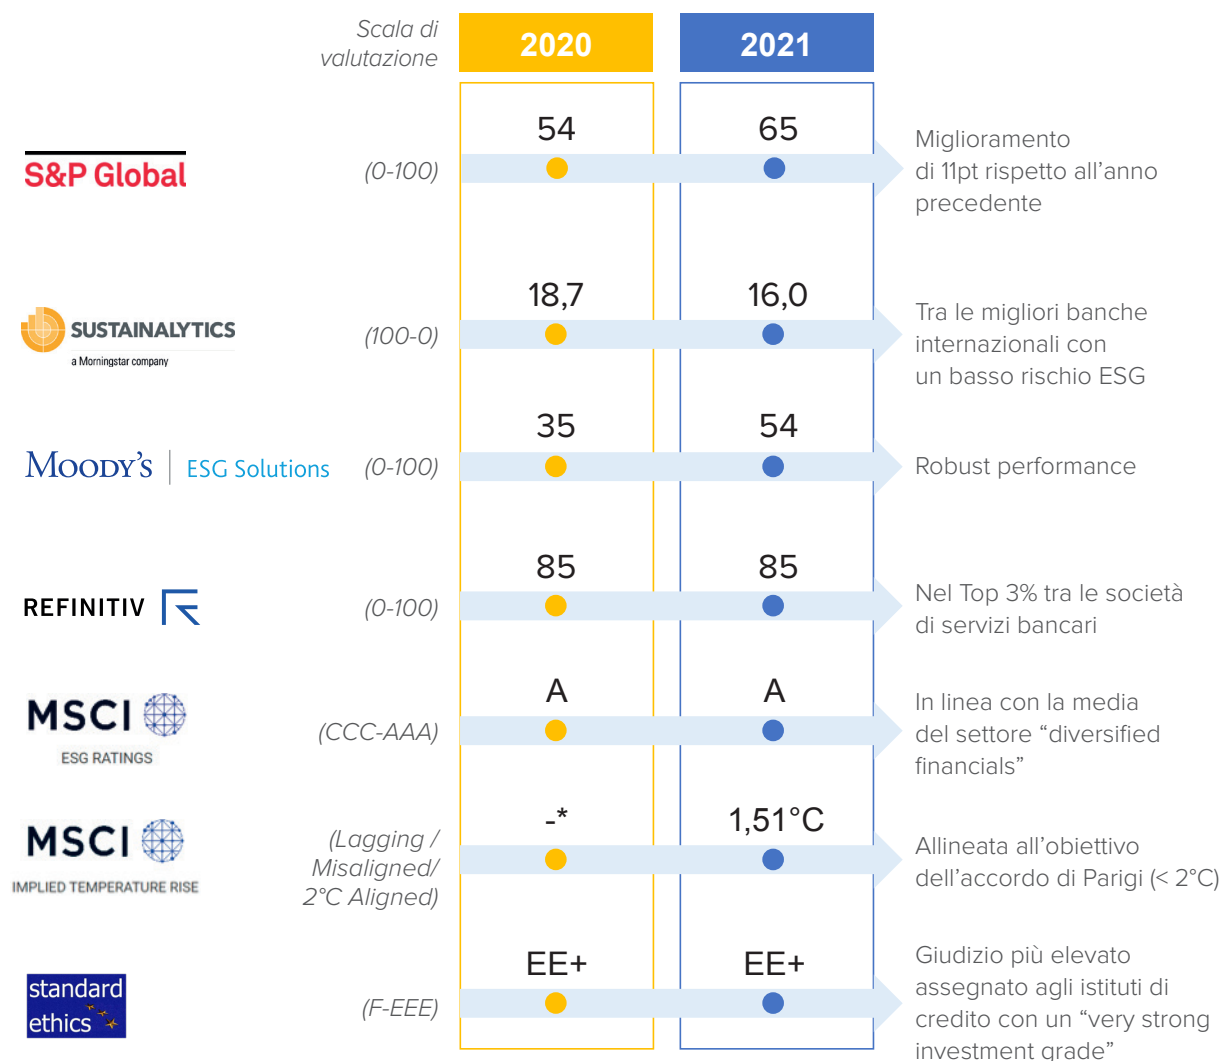 Scala di
valutazione
2020
2021
S&P Global
(0-100)
54
65
Miglioramento
di 11pt rispetto all’anno
precedente
SUSTAINALYTICS
a Morningstar company
(100-0)
18,7
16,0
Tra le migliori banche
internazionali con
un basso rischio ESG
MOODY’S | ESG Solutions
(0-100)
35
54
Robust performance
REFINITIV
(0-100)
85
85
Nel Top 3% tra le società
di servizi bancari
MSCI
ESG RATINGS
(CCC-AAA)
A
A
In linea con la media
del settore “diversified
financials”
MSCI
IMPLIED TEMPERATURE RISE
(Lagging /
Misaligned/
2°C Aligned)
-*
1,51°C
Allineata all’obiettivo
dell’accordo di Parigi (< 2°C)
standard
ethics
(F-EEE)
EE+
EE+
Giudizio più elevato
assegnato agli istituti di
credito con un “very strong
investment grade”